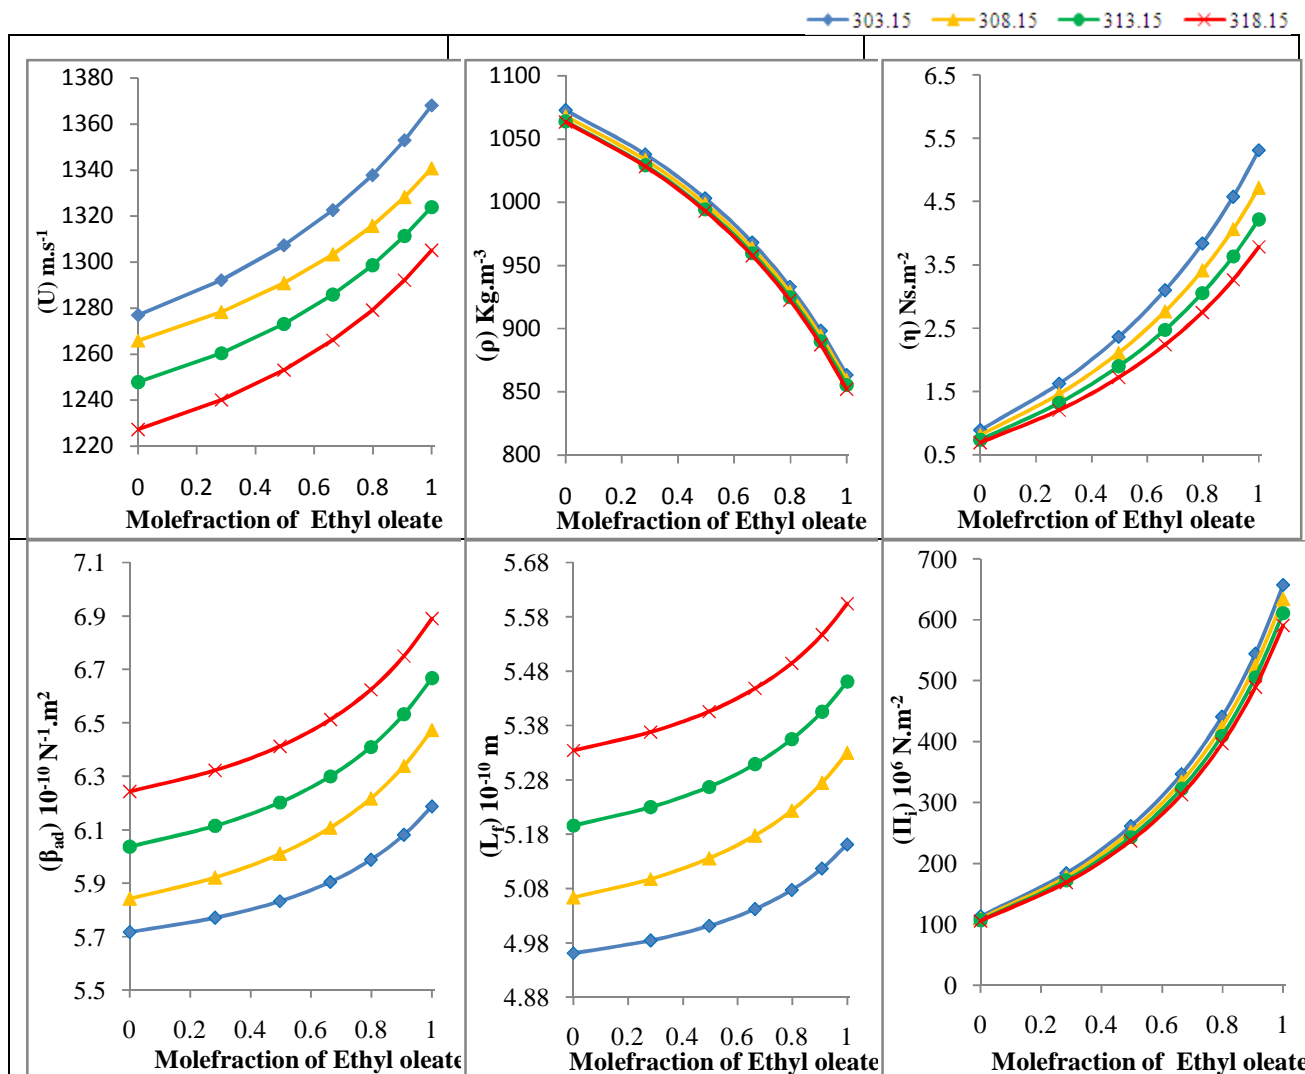 303.15 308.15 313.15 318.15
1380
1360
1340
1320
1300
1280
1260
1240
1220
(U) m.s-1
0 0.2 0.4 0.6 0.8 1
Molefraction of Ethyl oleate
1100
1050
1000
950
900
850
800
(ρ) Kg.m-3
0 0.2 0.4 0.6 0.8 1
Molefraction of Ethyl oleate
6.5
5.5
4.5
3.5
2.5
1.5
0.5
(η) Ns.m-2
0 0.2 0.4 0.6 0.8 1
Molefrction of Ethyl oleate
7.1
6.9
6.7
6.5
6.3
6.1
5.9
5.7
5.5
(βad) 10-10 N-1.m2
0 0.2 0.4 0.6 0.8 1
Molefraction of Ethyl oleate
5.68
5.58
5.48
5.38
5.28
5.18
5.08
4.98
4.88
(Lf) 10-10 m
0 0.2 0.4 0.6 0.8 1
Molefraction of Ethyl oleate
700
600
500
400
300
200
100
0
(Πi) 106 N.m-2
0 0.2 0.4 0.6 0.8 1
Molefraction of Ethyl oleate